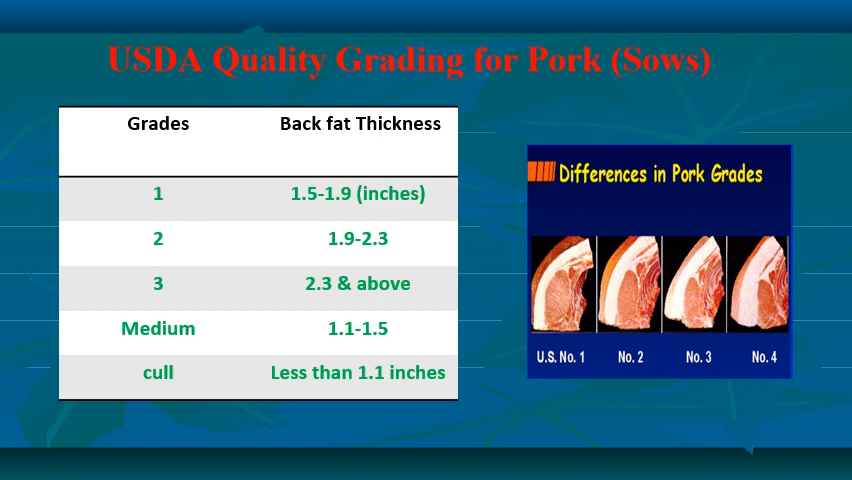 USDA Quality Grading for Pork (Sows)
Grades Back fat Thickness
1 1.5-1.9 (inches)
2 1.9-2.3
3 2.3 & above
Medium 1.1-1.5
cull Less than 1.1 inches
Differences in Pork Grades
U.S. No. 1 No. 2 No. 3 No. 4